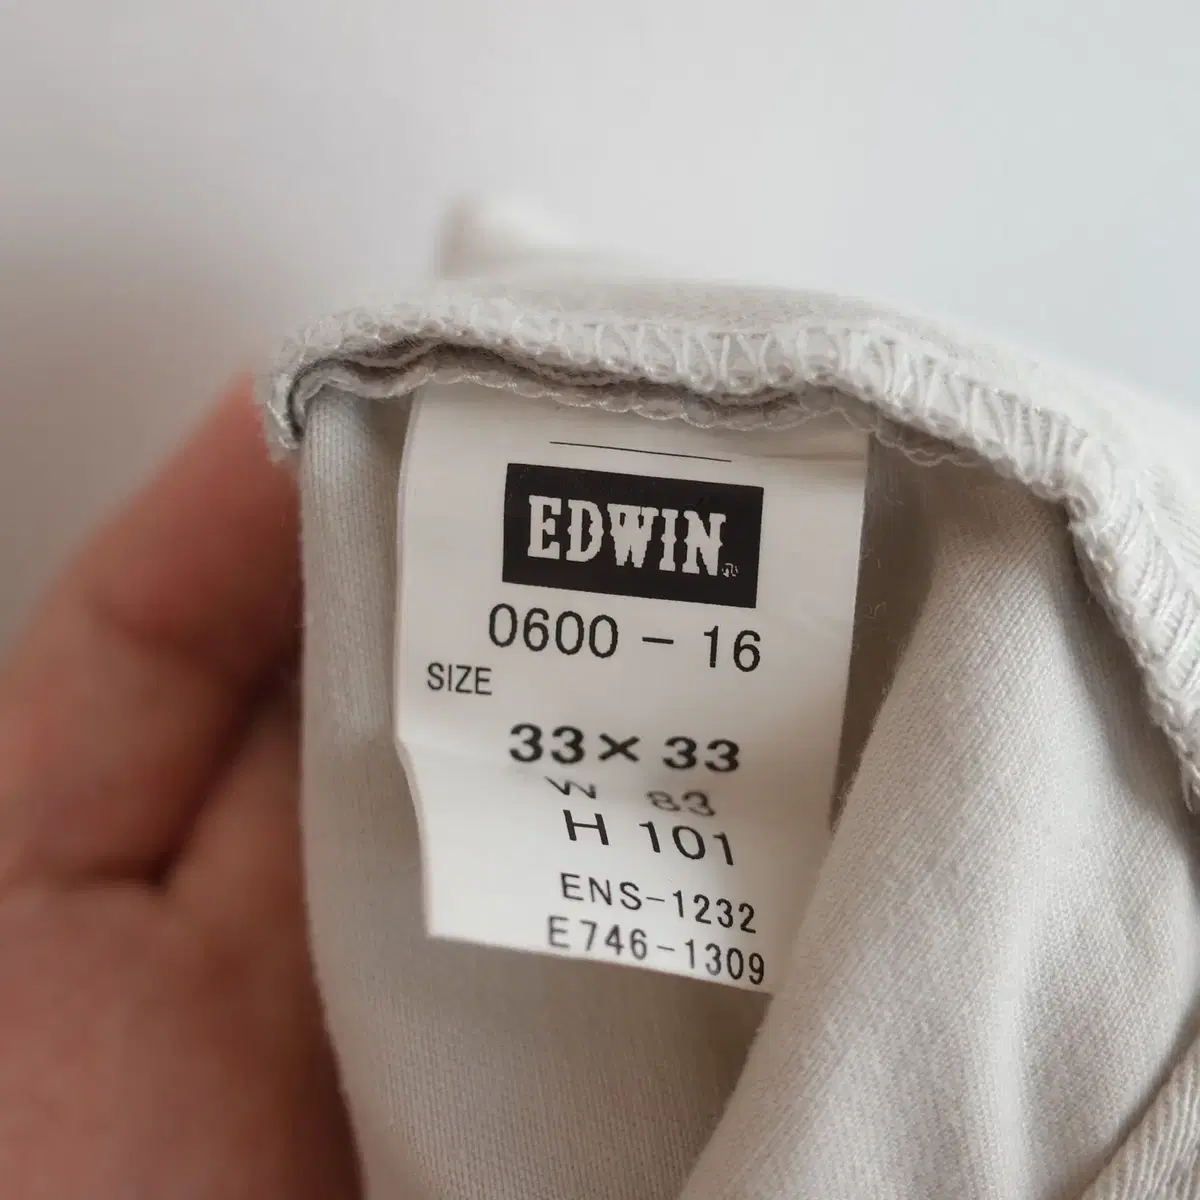 EDWIN
0600-16
SIZE
33×33
W 83
H 101
ENS-1232
E746-1309